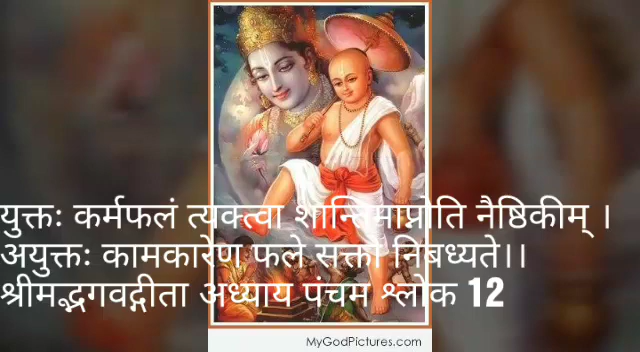 युक्तः कर्मफलं त्यक्त्वा शान्तिमाप्नोति नैष्ठिकीम् ।
अयुक्तः कामकारेण फले सक्तो निबध्यते।।
श्रीमद्भगवद्गीता अध्याय पंचम श्लोक 12
MyGodPictures.com